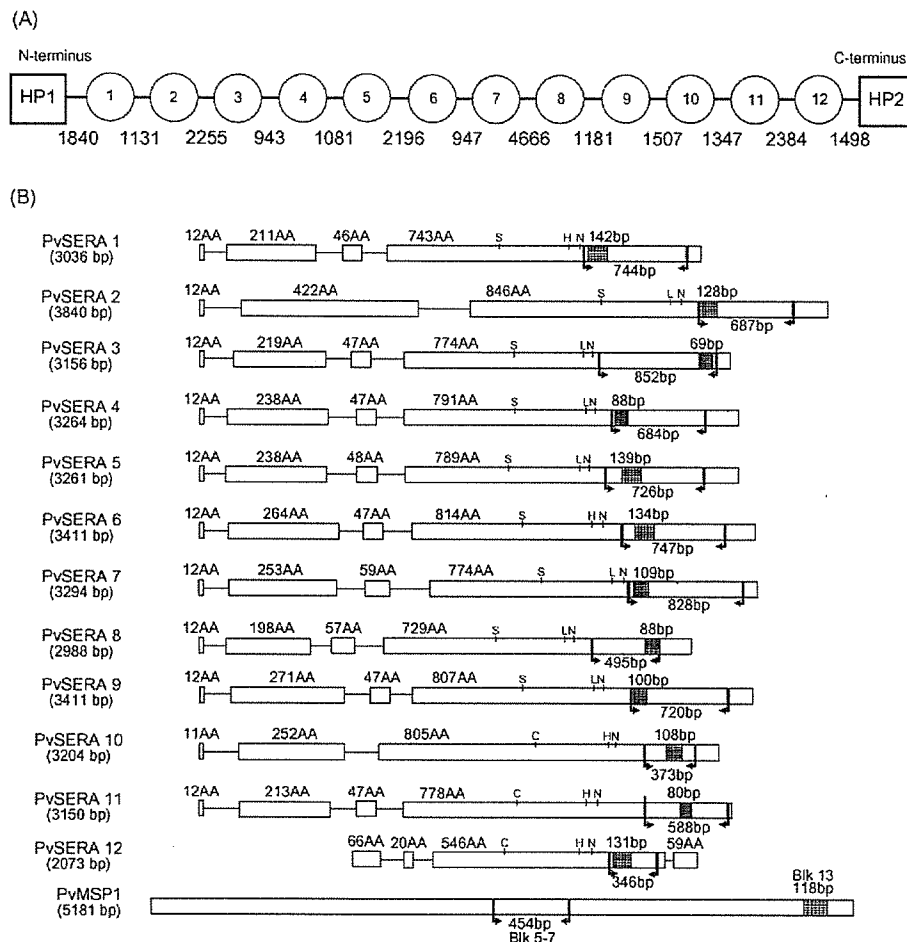 (A)
N-terminus C-terminus
HP1 1 2 3 4 5 6 7 8 9 10 11 12 HP2
1840 1131 2255 943 1081 2196 947 4666 1181 1507 1347 2384 1498
(B)
12AA 211AA 46AA 743AA S H N 142bp
PvSERA 1
(3036 bp)
744bp
12AA 422AA 846AA S L N 128bp
PvSERA 2
(3840 bp)
687bp
12AA 219AA 47AA 774AA S LN 69bp
PvSERA 3
(3156 bp)
852bp
12AA 238AA 47AA 791AA S LN 88bp
PvSERA 4
(3264 bp)
684bp
12AA 238AA 48AA 789AA S LN 139bp
PvSERA 5
(3261 bp)
726bp
12AA 264AA 47AA 814AA S H N 134bp
PvSERA 6
(3411 bp)
747bp
12AA 253AA 59AA 774AA S L N 109bp
PvSERA 7
(3294 bp)
828bp
12AA 198AA 57AA 729AA S LN 88bp
PvSERA 8
(2988 bp)
495bp
12AA 271AA 47AA 807AA S LN 100bp
PvSERA 9
(3411 bp)
720bp
11AA 252AA 805AA C HN 108bp
PvSERA 10
(3204 bp)
373bp
12AA 213AA 47AA 778AA C H N 80bp
PvSERA 11
(3150 bp)
588bp
66AA 20AA 546AA C H N 131bp 59AA
PvSERA 12
(2073 bp)
346bp
Blk 13
118bp
PvMSP1
(5181 bp)
454bp
Blk 5-7